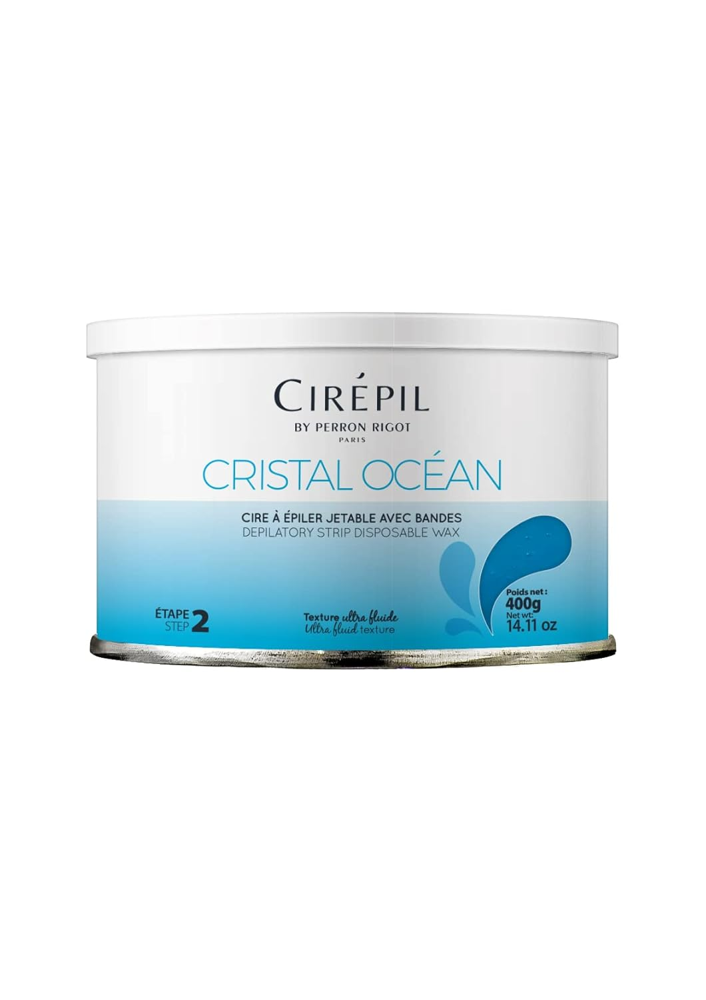 CIRÉPIL
BY PERRON RIGOT
PARIS
CRISTAL OCÉAN
CIRE À ÉPILER JETABLE AVEC BANDES
DEPILATORY STRIP DISPOSABLE WAX
ÉTAPE
STEP 2
Texture ultra fluide
Ultra fluid texture
Poids net :
400g
Net wt:
14.11 oz